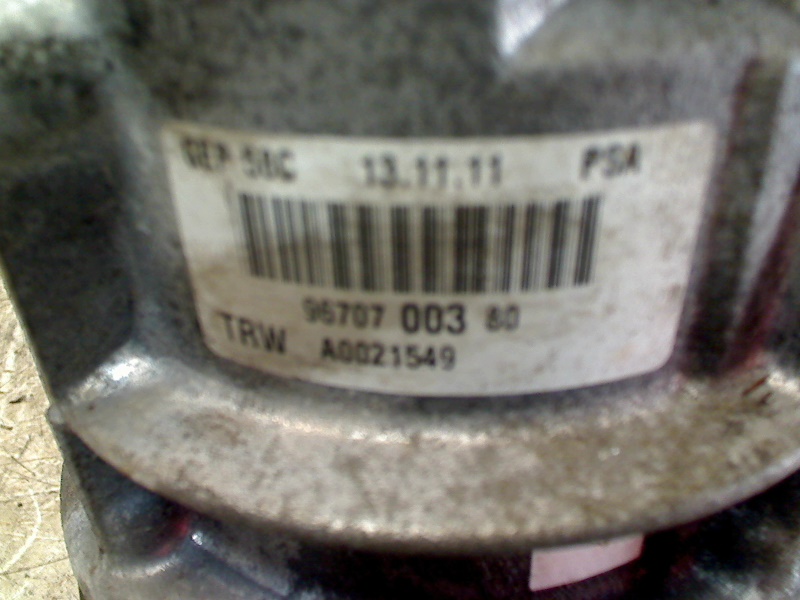 GEP 50C 13.11.11 PSA
96707 003 80
TRW A0021549